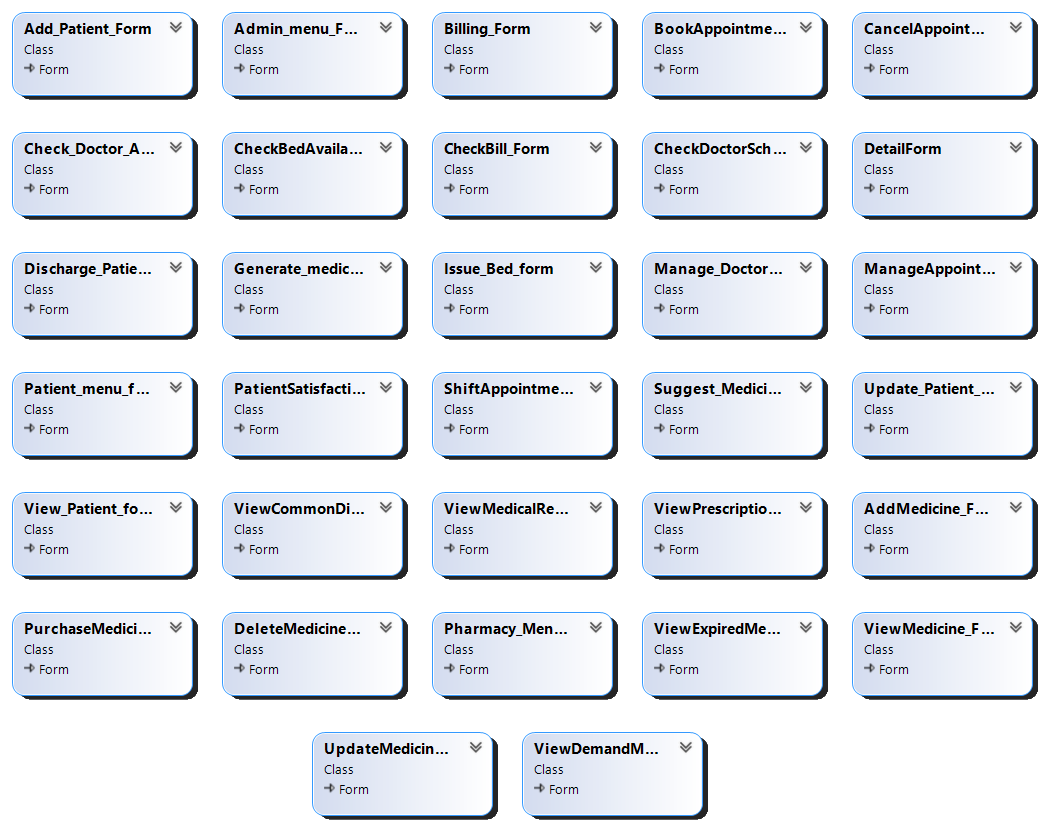 Add_Patient_Form
Class
Form
Admin_menu_F...
Class
Form
Billing_Form
Class
Form
BookAppointme...
Class
Form
CancelAppoint...
Class
Form
Check_Doctor_A...
Class
Form
CheckBedAvaila...
Class
Form
CheckBill_Form
Class
Form
CheckDoctorSch...
Class
Form
DetailForm
Class
Form
Discharge_Patie...
Class
Form
Generate_medic...
Class
Form
Issue_Bed_form
Class
Form
Manage_Doctor...
Class
Form
ManageAppoint...
Class
Form
Patient_menu_f...
Class
Form
PatientSatisfacti...
Class
Form
ShiftAppointme...
Class
Form
Suggest_Medici...
Class
Form
Update_Patient_...
Class
Form
View_Patient_fo...
Class
Form
ViewCommonDi...
Class
Form
ViewMedicalRe...
Class
Form
ViewPrescriptio...
Class
Form
AddMedicine_F...
Class
Form
PurchaseMedici...
Class
Form
DeleteMedicine...
Class
Form
Pharmacy_Men...
Class
Form
ViewExpiredMe...
Class
Form
ViewMedicine_F...
Class
Form
UpdateMedicin...
Class
Form
ViewDemandM...
Class
Form